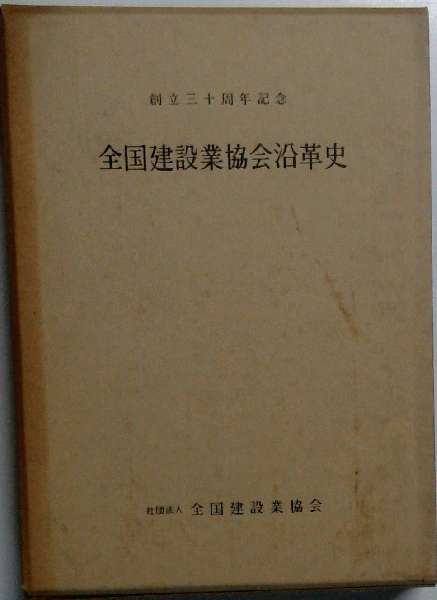 創立三十周年記念
全国建設業協会沿革史
社団法人 全国建設業協会